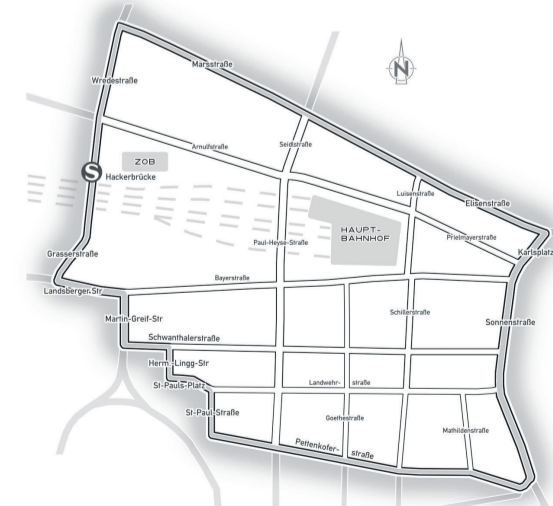 Marsstraße
Wredestraße
N
Arnulfstraße
Seidlstraße
ZOB
S
Hackerbrücke
Luisenstraße
Elisenstraße
HAUPT-
BAHNHOF
Paul-Heyse-Straße
Prielmayerstraße
Karlsplatz
Grasserstraße
Bayerstraße
Landsberger-Str
Martin-Greif-Str
Schillerstraße
Sonnenstraße
Schwanthalerstraße
Herm.-Lingg-Str
St-Pauls-Platz
Landwehr- straße
St-Paul-Straße
Goethestraße
Mathildenstraße
Pettenkofer- straße